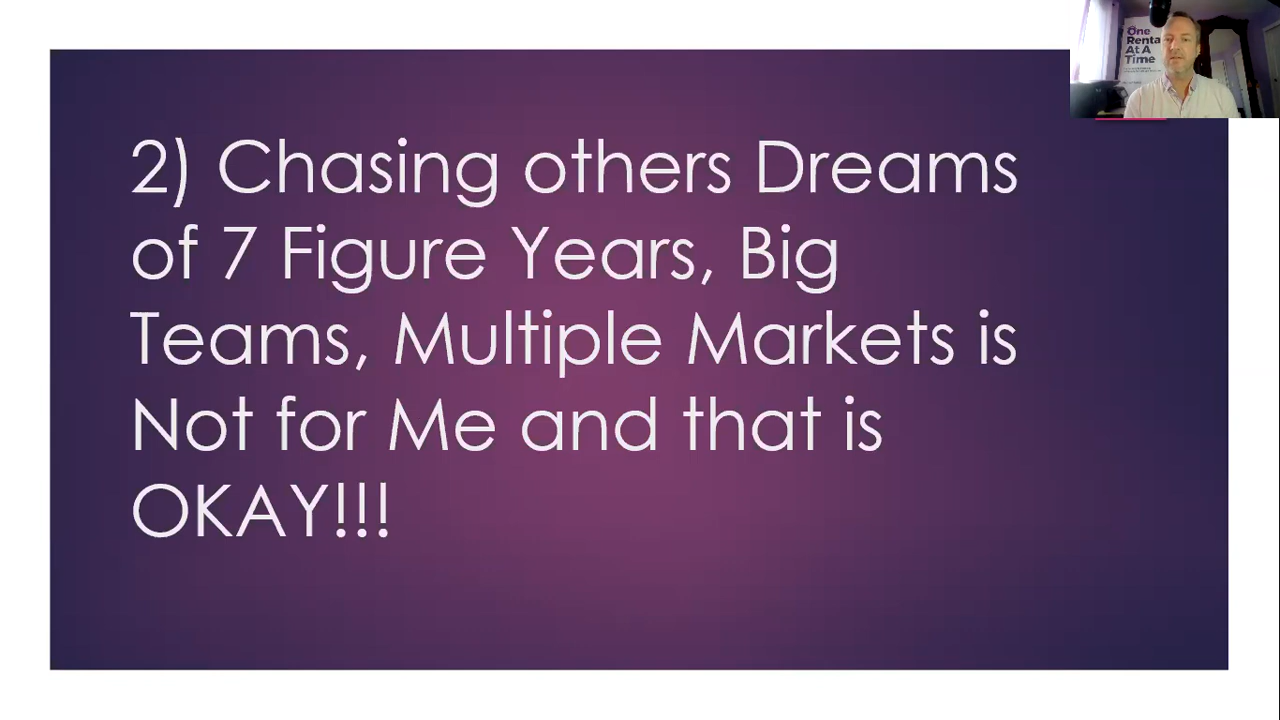 2) Chasing others Dreams
of 7 Figure Years, Big
Teams, Multiple Markets is
Not for Me and that is
OKAY!!!
One
Renta
At A
Time